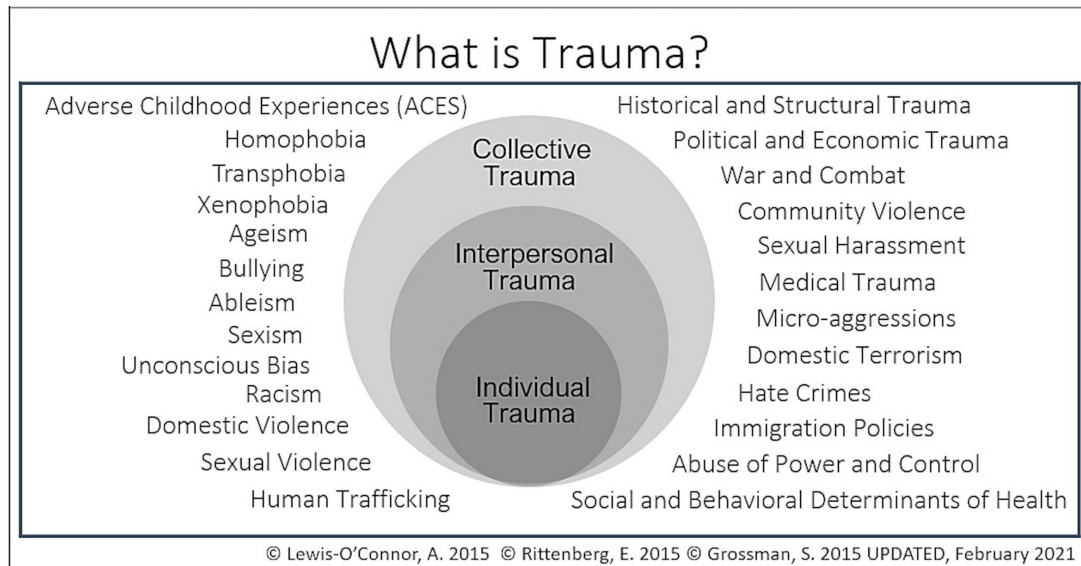 What is Trauma?
Adverse Childhood Experiences (ACES)
Homophobia
Transphobia
Xenophobia
Ageism
Bullying
Ableism
Sexism
Unconscious Bias
Racism
Domestic Violence
Sexual Violence
Human Trafficking
Collective
Trauma
Interpersonal
Trauma
Individual
Trauma
Historical and Structural Trauma
Political and Economic Trauma
War and Combat
Community Violence
Sexual Harassment
Medical Trauma
Micro-aggressions
Domestic Terrorism
Hate Crimes
Immigration Policies
Abuse of Power and Control
Social and Behavioral Determinants of Health
© Lewis-O’Connor, A. 2015 © Rittenberg, E. 2015 © Grossman, S. 2015 UPDATED, February 2021